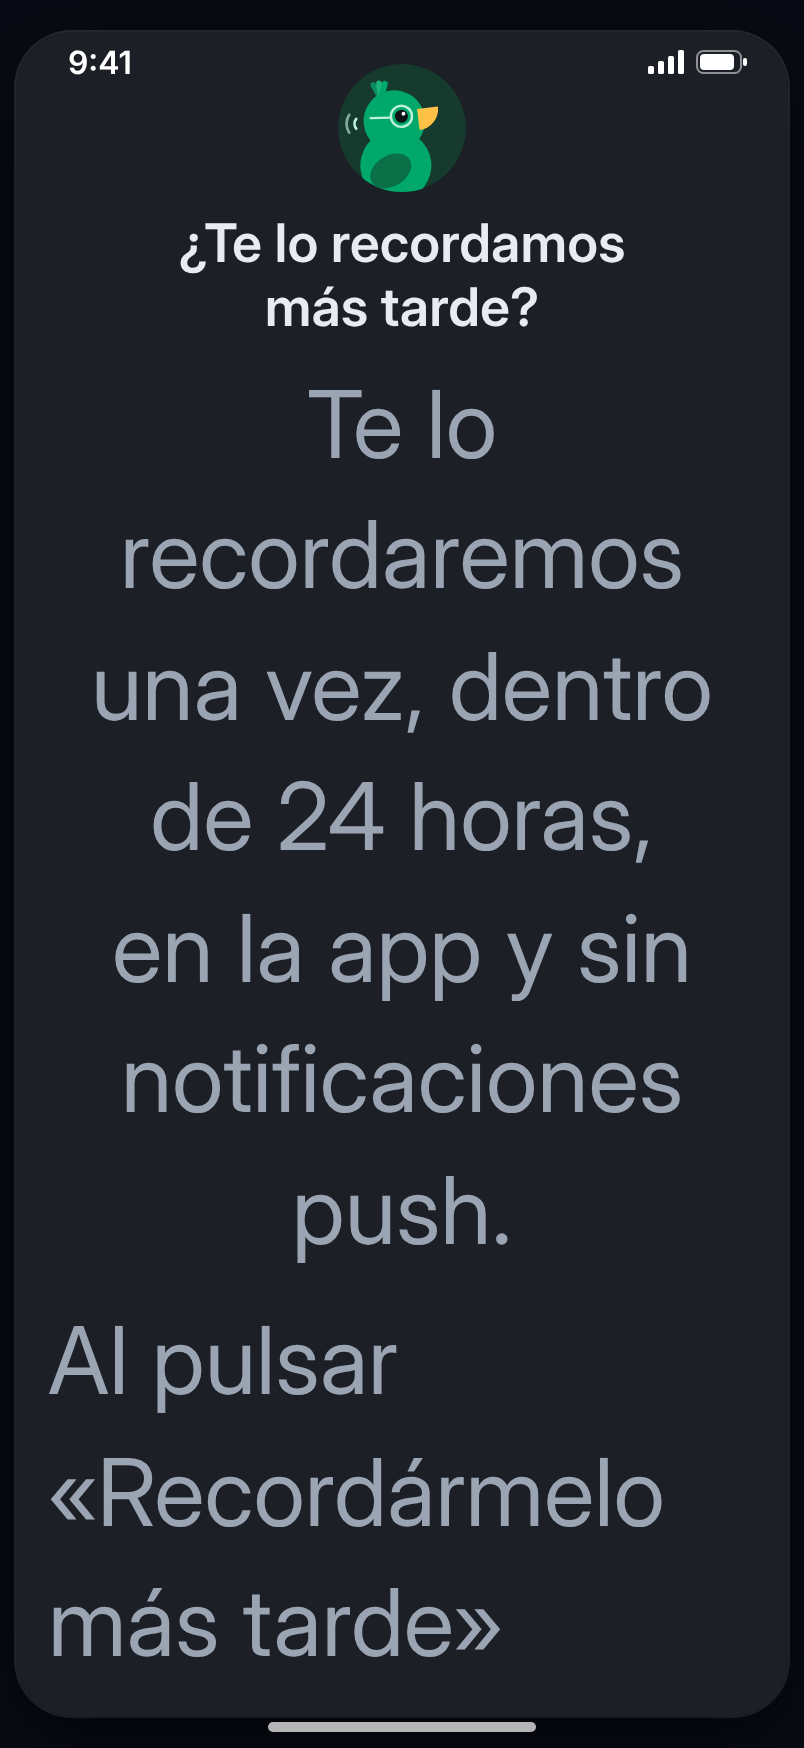 9:41
¿Te lo recordamos
más tarde?
Te lo
recordaremos
una vez, dentro
de 24 horas,
en la app y sin
notificaciones
push.
Al pulsar
«Recordármelo
más tarde»